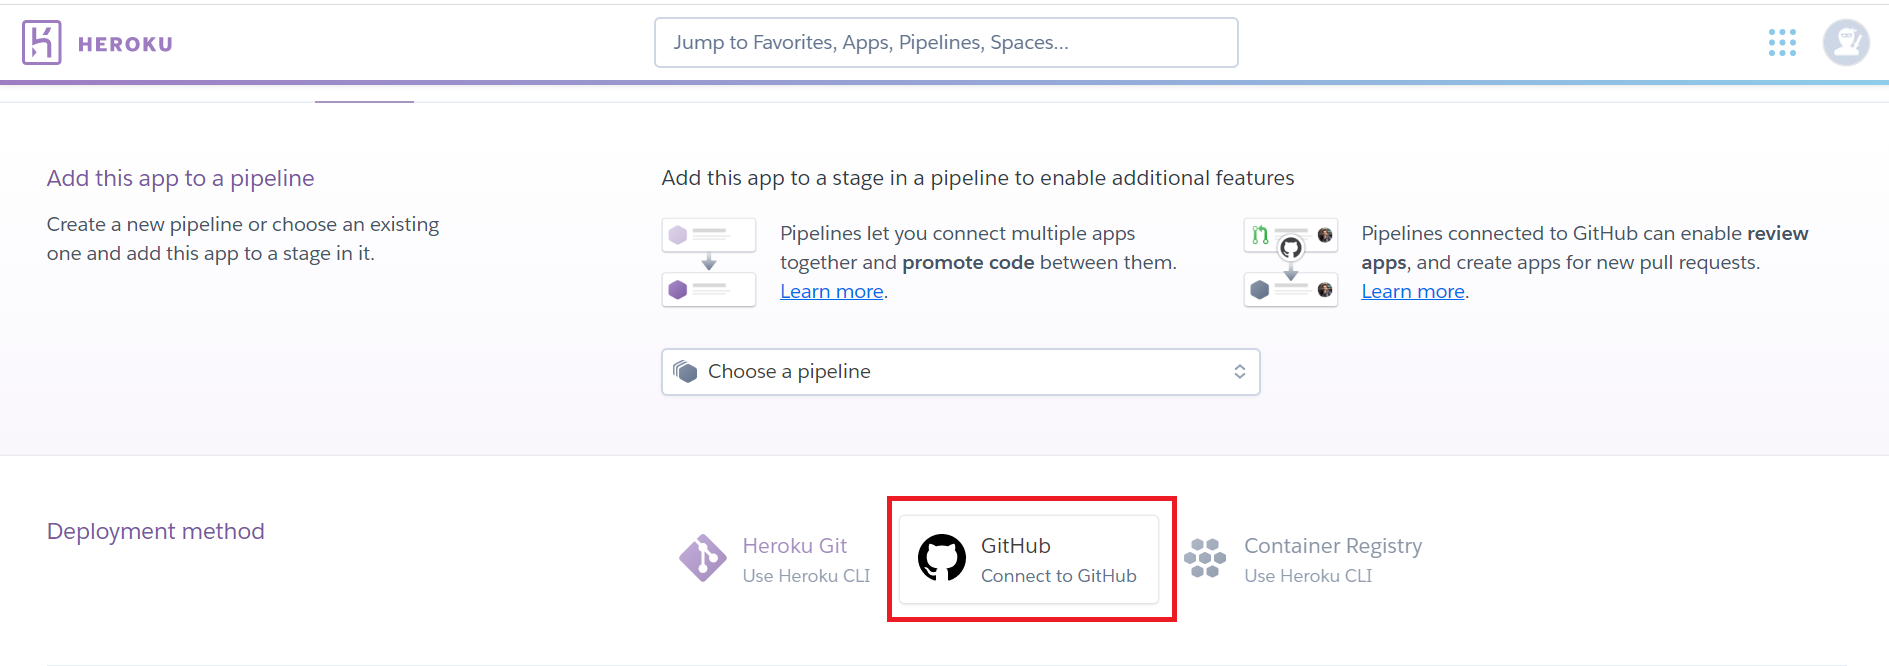 HEROKU
Jump to Favorites, Apps, Pipelines, Spaces...
Add this app to a pipeline
Create a new pipeline or choose an existing
one and add this app to a stage in it.
Add this app to a stage in a pipeline to enable additional features
Pipelines let you connect multiple apps
together and promote code between them.
Learn more.
Pipelines connected to GitHub can enable review
apps, and create apps for new pull requests.
Learn more.
Choose a pipeline
Deployment method
Heroku Git
Use Heroku CLI
GitHub
Connect to GitHub
Container Registry
Use Heroku CLI